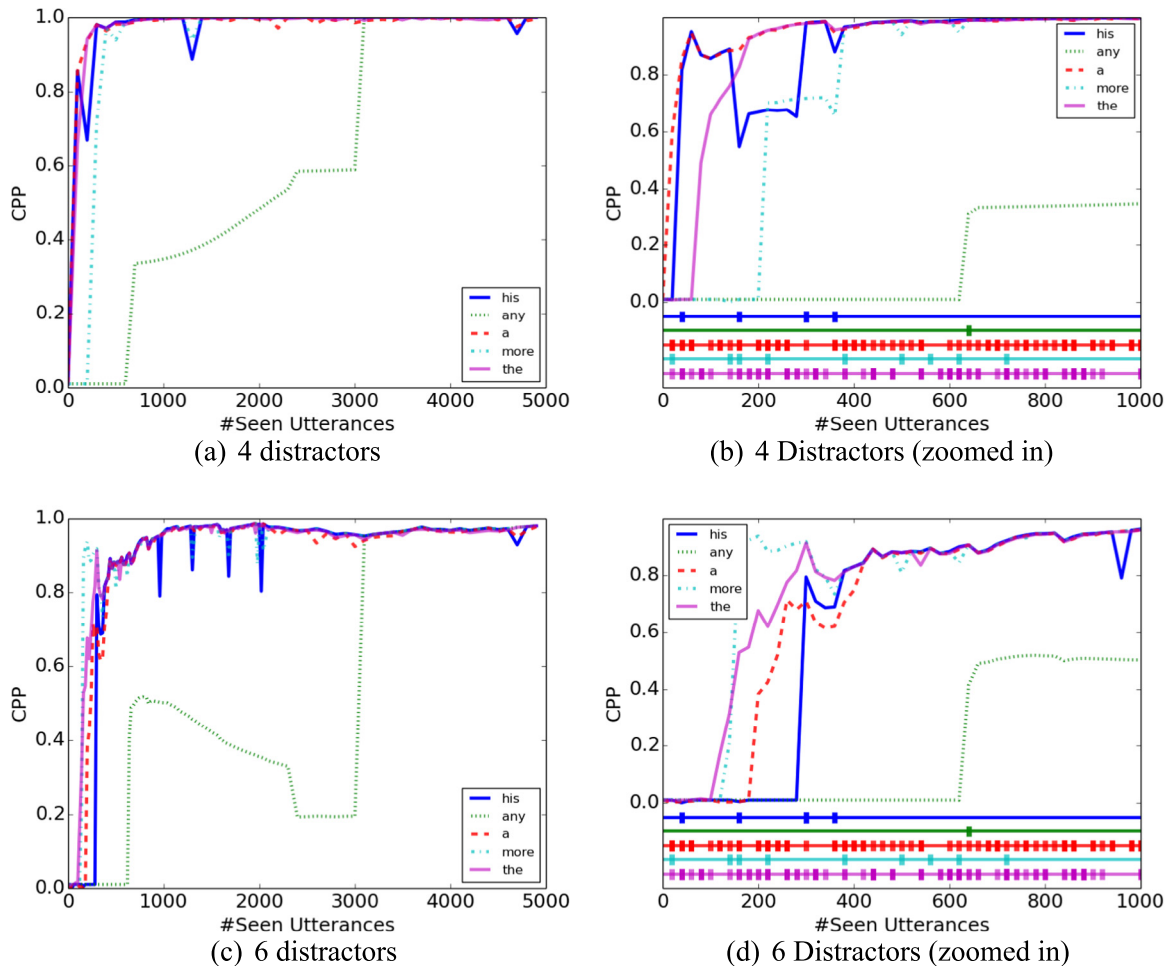 1.0
0.8
0.6
0.4
0.2
0.0
CPP
his
any
a
more
the
0 1000 2000 3000 4000 5000
#Seen Utterances
(a) 4 distractors
0.8
0.6
0.4
0.2
0.0
CPP
his
any
a
more
the
0 200 400 600 800 1000
#Seen Utterances
(b) 4 Distractors (zoomed in)
1.0
0.8
0.6
0.4
0.2
0.0
CPP
his
any
a
more
the
0 1000 2000 3000 4000 5000
#Seen Utterances
(c) 6 distractors
0.8
0.6
0.4
0.2
0.0
CPP
his
any
a
more
the
0 200 400 600 800 1000
#Seen Utterances
(d) 6 Distractors (zoomed in)